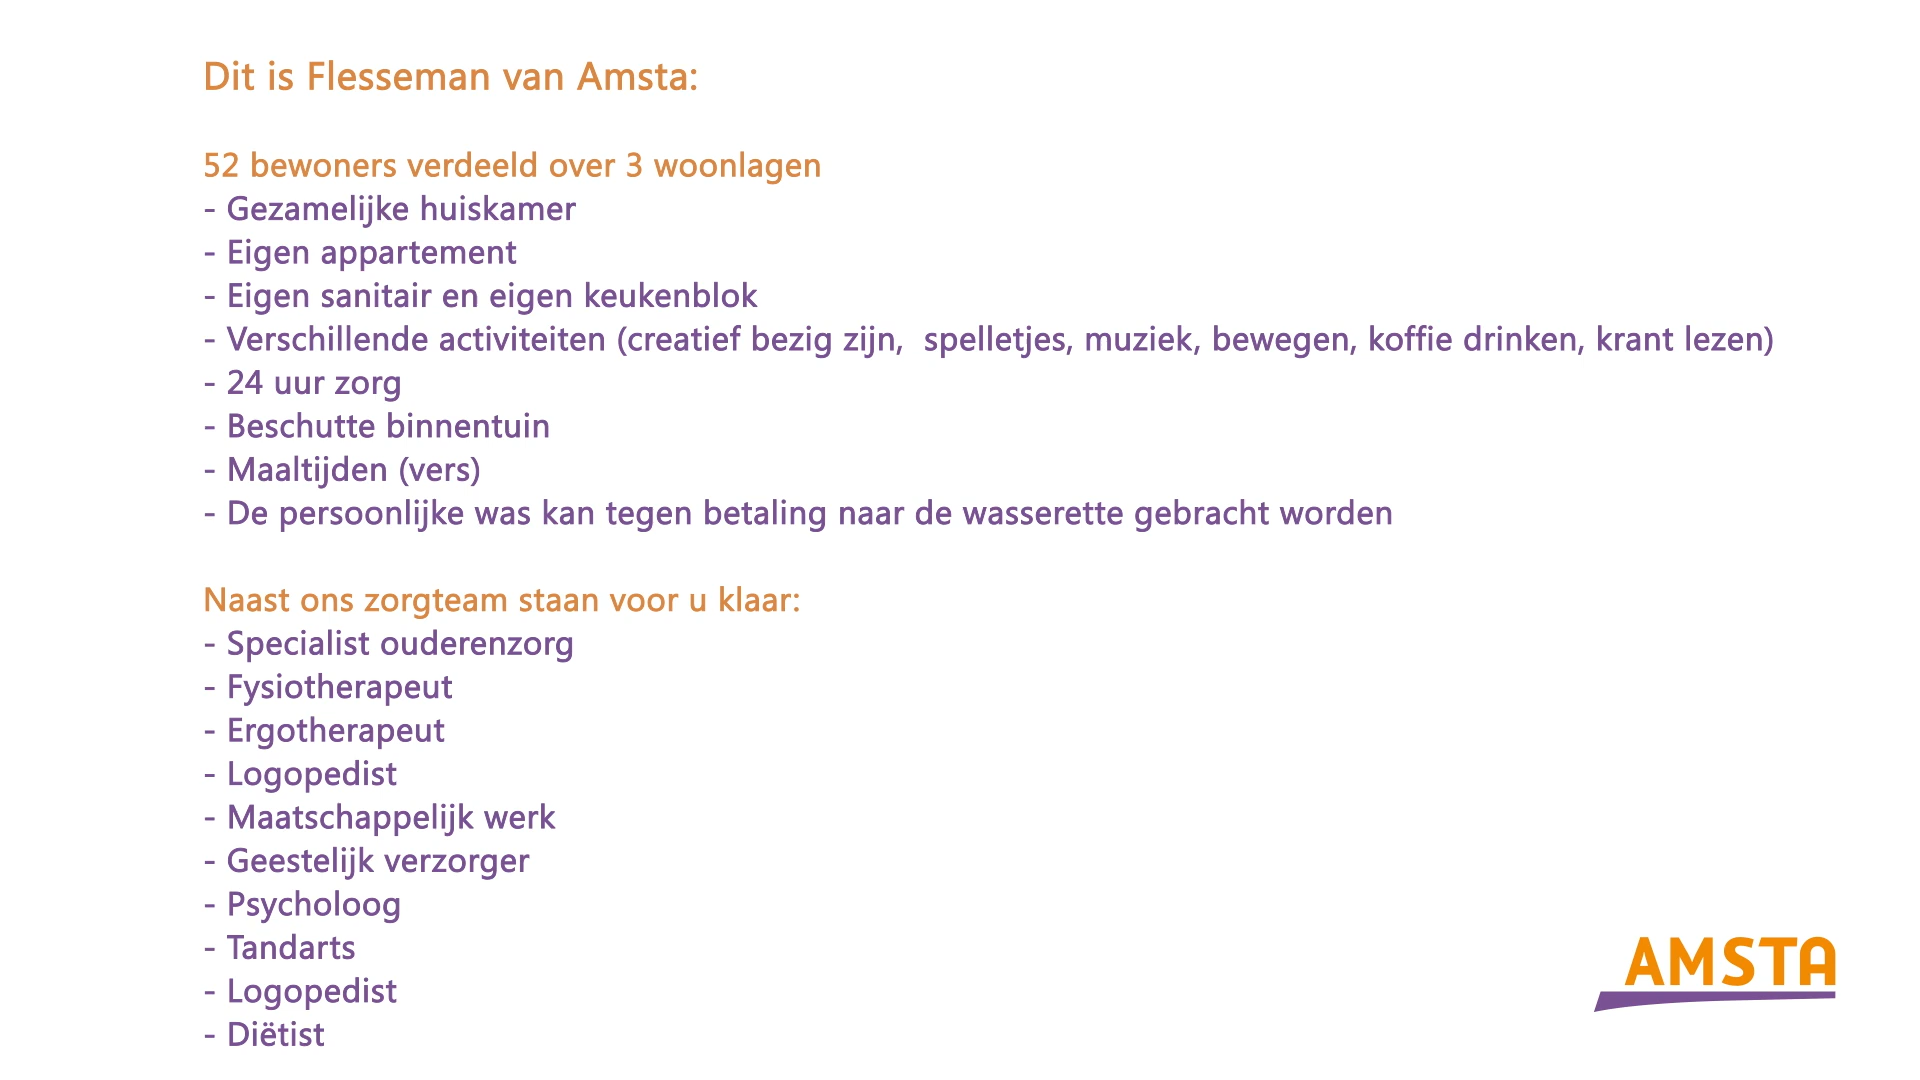 Dit is Flesseman van Amsta:
52 bewoners verdeeld over 3 woonlagen
- Gezamelijke huiskamer
- Eigen appartement
- Eigen sanitair en eigen keukenblok
- Verschillende activiteiten (creatief bezig zijn,  spelletjes, muziek, bewegen, koffie drinken, krant lezen)
- 24 uur zorg
- Beschutte binnentuin
- Maaltijden (vers)
- De persoonlijke was kan tegen betaling naar de wasserette gebracht worden
Naast ons zorgteam staan voor u klaar:
- Specialist ouderenzorg
- Fysiotherapeut
- Ergotherapeut
- Logopedist
- Maatschappelijk werk
- Geestelijk verzorger
- Psycholoog
- Tandarts
- Logopedist
- Diëtist
AMSTA